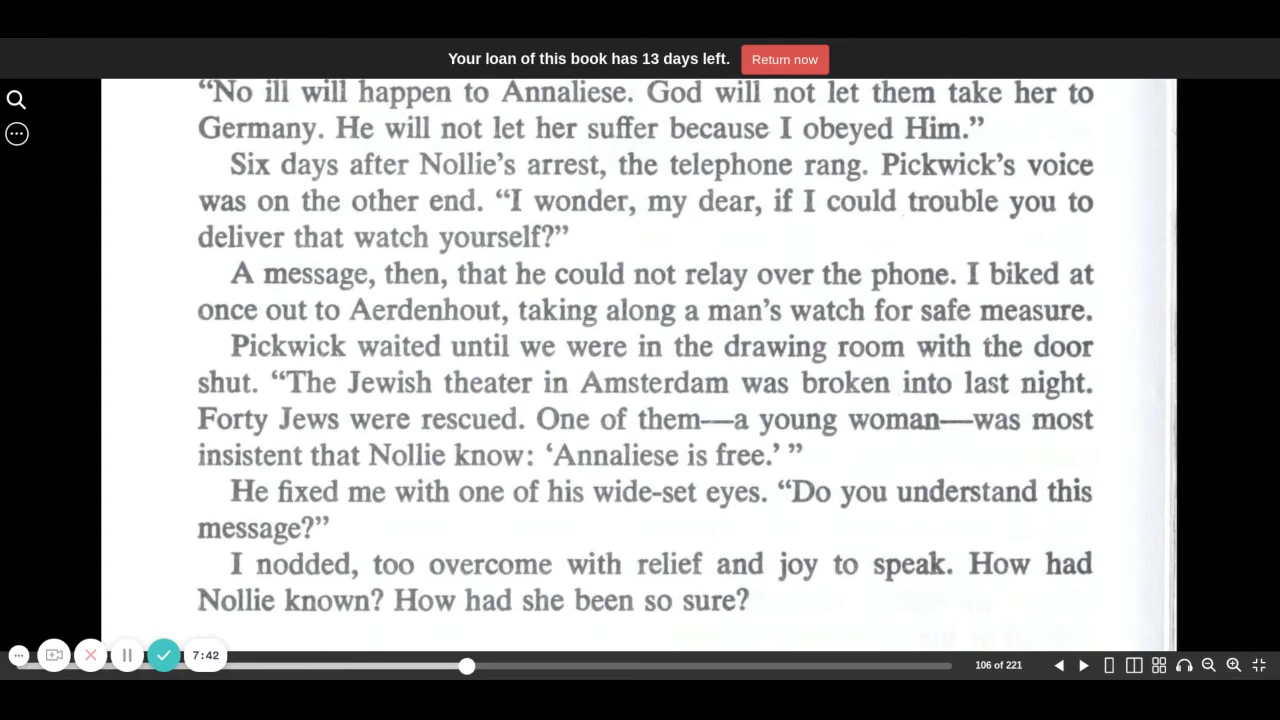 Your loan of this book has 13 days left. Return now
“No ill will happen to Annaliese. God will not let them take her to
Germany. He will not let her suffer because I obeyed Him.”
Six days after Nollie’s arrest, the telephone rang. Pickwick’s voice
was on the other end. “I wonder, my dear, if I could trouble you to
deliver that watch yourself?”
A message, then, that he could not relay over the phone. I biked at
once out to Aerdenhout, taking along a man’s watch for safe measure.
Pickwick waited until we were in the drawing room with the door
shut. “The Jewish theater in Amsterdam was broken into last night.
Forty Jews were rescued. One of them—a young woman—was most
insistent that Nollie know: ‘Annaliese is free.’ ”
He fixed me with one of his wide-set eyes. “Do you understand this
message?”
I nodded, too overcome with relief and joy to speak. How had
Nollie known? How had she been so sure?
7:42
106 of 221